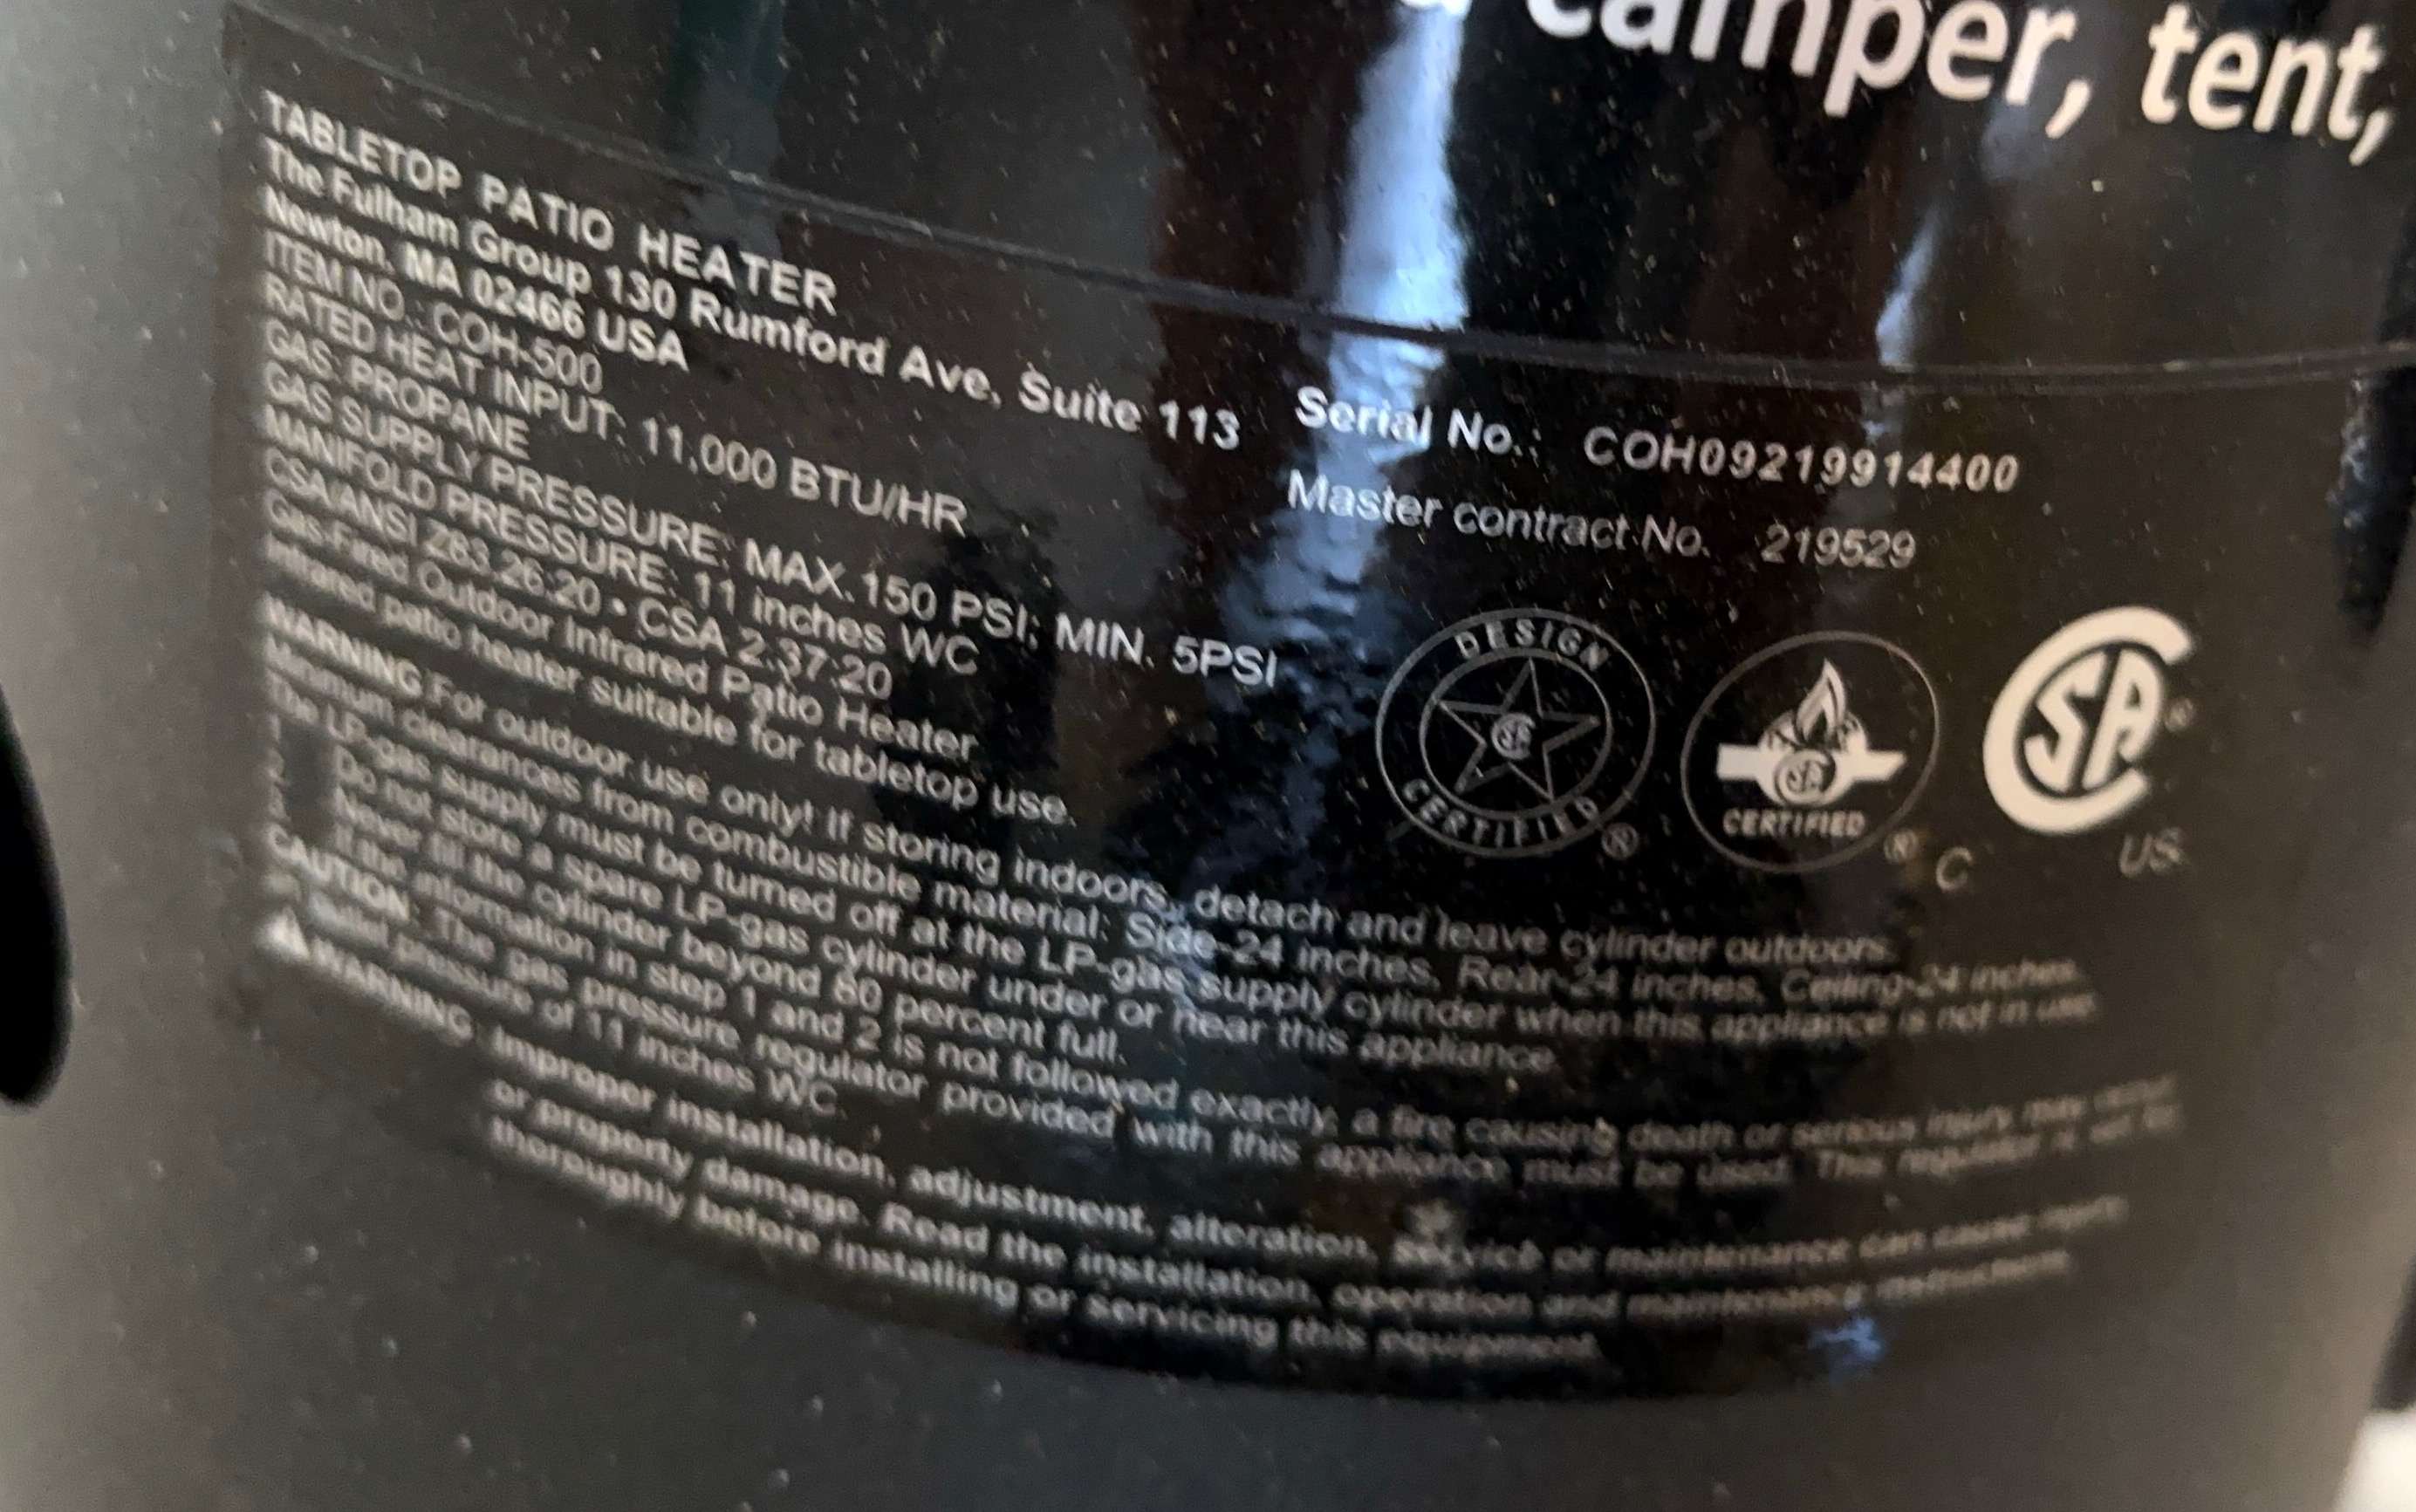 camper, tent,
TABLETOP PATIO HEATER
The Fulham Group 130 Rumford Ave, Suite 113
Newton, MA 02466 USA
ITEM NO.: COH-500
RATED HEAT INPUT: 11,000 BTU/HR
GAS: PROPANE
GAS SUPPLY PRESSURE: MAX.150 PSI; MIN. 5PSI
MANIFOLD PRESSURE: 11 inches WC
CSA/ANSI Z83.26:20 • CSA 2.37:20
Gas-Fired Outdoor Infrared Patio Heater
Infrared patio heater suitable for tabletop use.
Serial No.: COH09219914400
Master contract No. 219529
DESIGN CERTIFIED ®
CERTIFIED ®
C SA ® US
WARNING For outdoor use only! If storing indoors, detach and leave cylinder outdoors.
Minimum clearances from combustible material: Side-24 inches, Rear-24 inches, Ceiling-24 inches.
The LP-gas supply must be turned off at the LP-gas supply cylinder when this appliance is not in use.
1 Do not store a spare LP-gas cylinder under or near this appliance
2 Never fill the cylinder beyond 80 percent full.
3 If the information in step 1 and 2 is not followed exactly, a fire causing death or serious injury may occur.
CAUTION: The gas pressure regulator provided with this appliance must be used. This regulator is set for
outlet pressure of 11 inches WC.
WARNING: Improper installation, adjustment, alteration, service or maintenance can cause injury
or property damage. Read the installation, operation and maintenance instructions
thoroughly before installing or servicing this equipment.